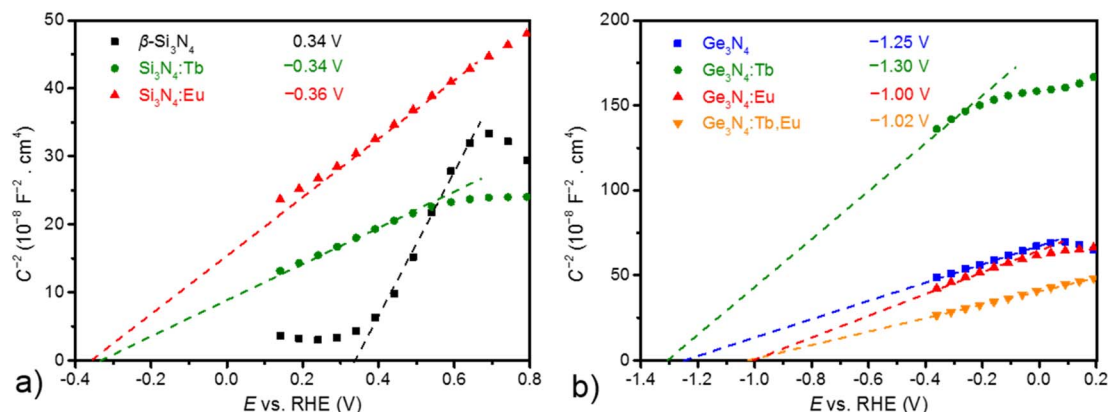 50
40
30
20
10
0
C⁻² (10⁻⁸ F⁻² . cm⁴)
β-Si₃N₄ 0.34 V
Si₃N₄:Tb −0.34 V
Si₃N₄:Eu −0.36 V
-0.4 -0.2 0.0 0.2 0.4 0.6 0.8
E vs. RHE (V)
a)
200
150
100
50
0
C⁻² (10⁻⁸ F⁻² . cm⁴)
Ge₃N₄ −1.25 V
Ge₃N₄:Tb −1.30 V
Ge₃N₄:Eu −1.00 V
Ge₃N₄:Tb,Eu −1.02 V
-1.4 -1.2 -1.0 -0.8 -0.6 -0.4 -0.2 0.0 0.2
E vs. RHE (V)
b)